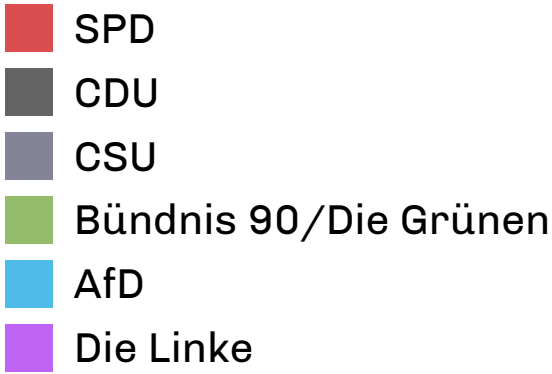 SPD
CDU
CSU
Bündnis 90/Die Grünen
AfD
Die Linke